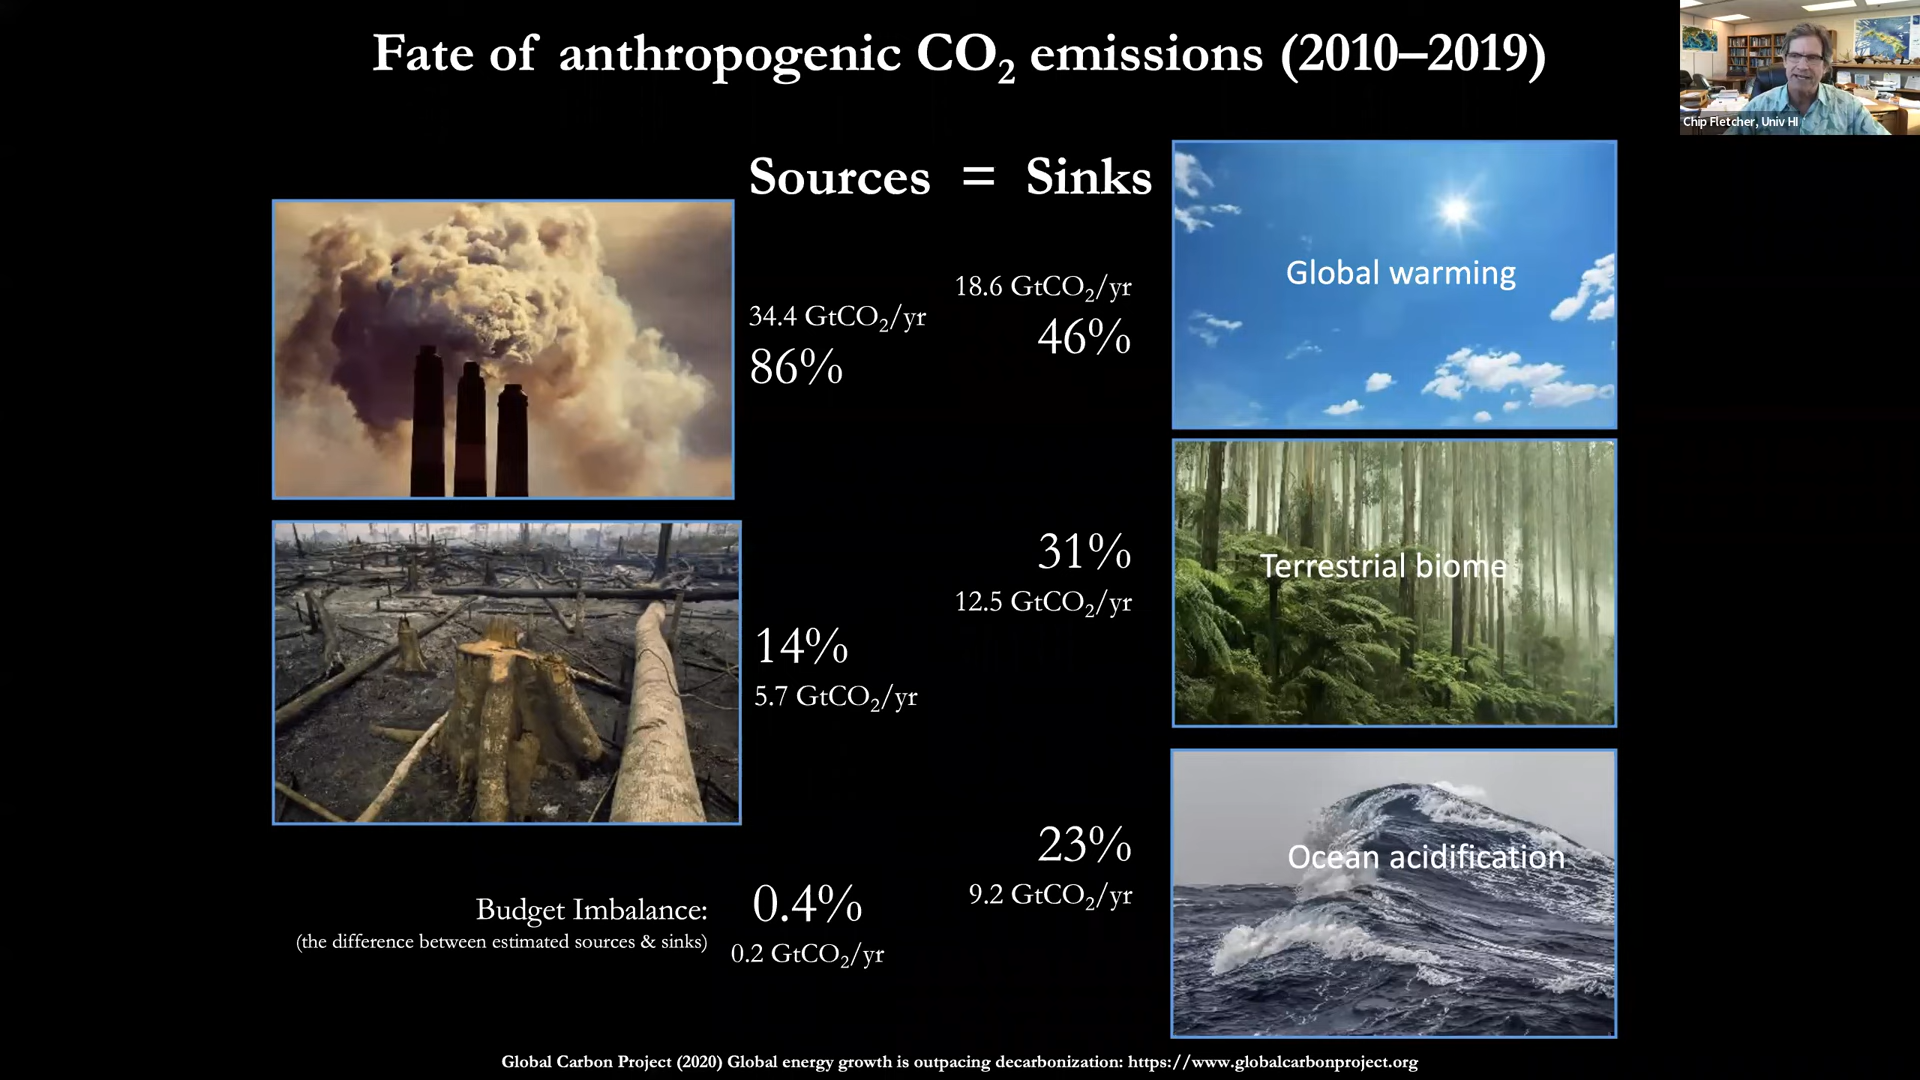 Fate of anthropogenic CO₂ emissions (2010–2019)
Chip Fletcher, Univ HI
Sources = Sinks
34.4 GtCO₂/yr
86%
18.6 GtCO₂/yr
46%
Global warming
14%
5.7 GtCO₂/yr
31%
12.5 GtCO₂/yr
Terrestrial biome
23%
9.2 GtCO₂/yr
Ocean acidification
Budget Imbalance:
(the difference between estimated sources & sinks)
0.4%
0.2 GtCO₂/yr
Global Carbon Project (2020) Global energy growth is outpacing decarbonization: https://www.globalcarbonproject.org